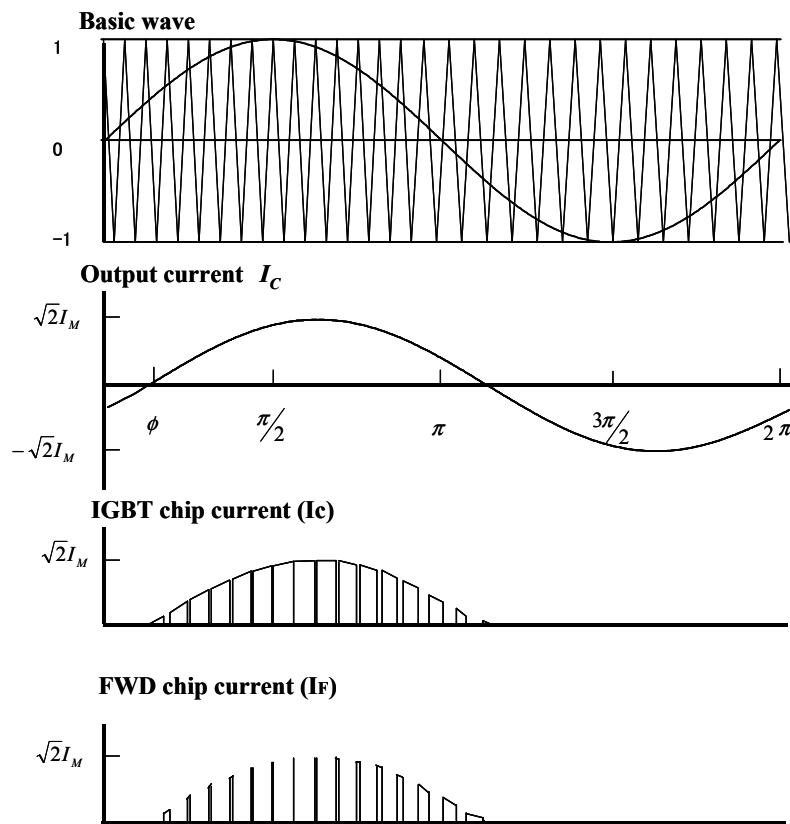 Basic wave
1
0
−1
Output current I_C
√2I_M
ϕ π/2 π 3π/2 2π
−√2I_M
IGBT chip current (Ic)
√2I_M
FWD chip current (IF)
√2I_M